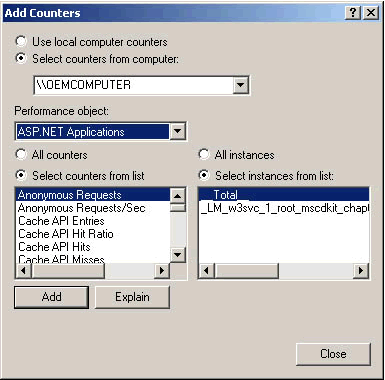 Add Counters
Use local computer counters
Select counters from computer:
\\OEMCOMPUTER
Performance object:
ASP.NET Applications
All counters
All instances
Select counters from list
Select instances from list:
Anonymous Requests
Anonymous Requests/Sec
Cache API Entries
Cache API Hit Ratio
Cache API Hits
Cache API Misses
__Total__
_LM_w3svc_1_root_mscdkit_chapt
Add
Explain
Close